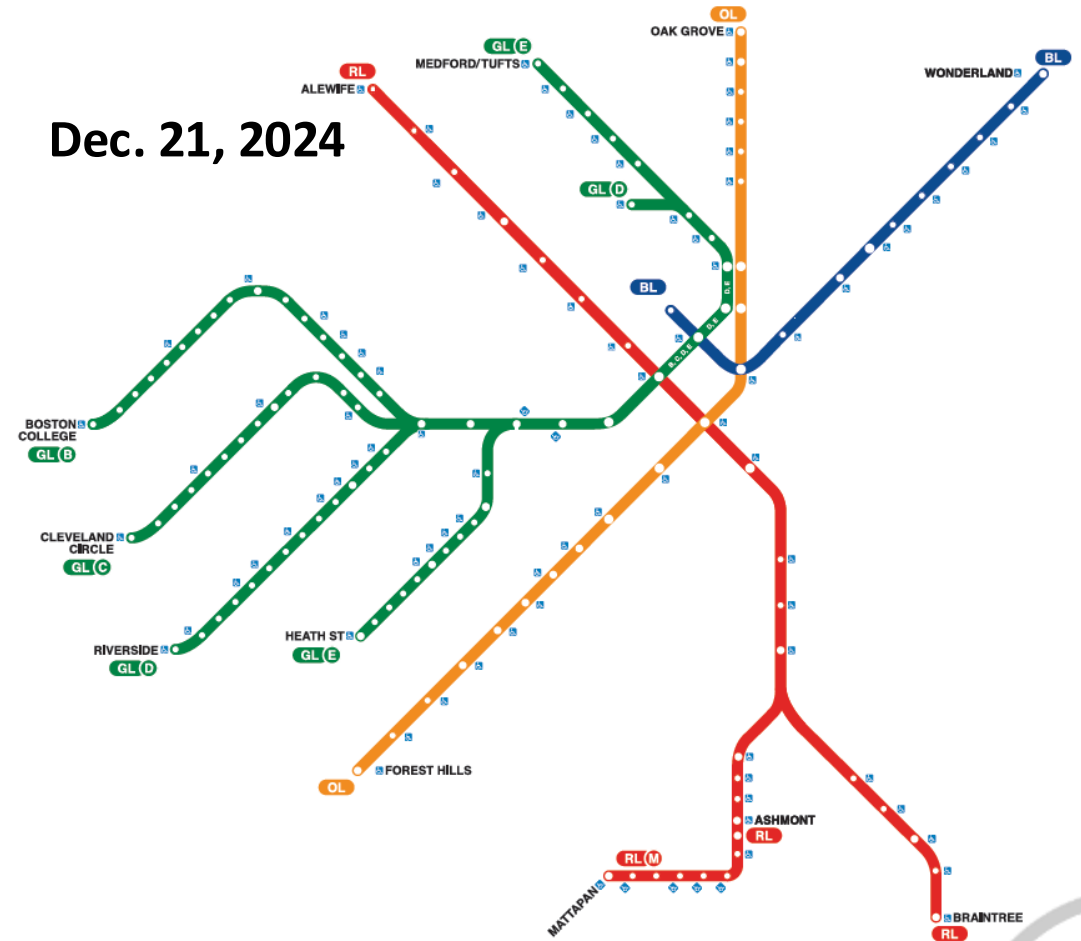 OL
OAK GROVE
GL E
MEDFORD/TUFTS
BL
WONDERLAND
RL
ALEWIFE
Dec. 21, 2024
GL D
BL
D, E
D, E
B, C, D, E
BOSTON
COLLEGE
GL B
CLEVELAND
CIRCLE
GL C
RIVERSIDE
GL D
HEATH ST
GL E
FOREST HILLS
OL
ASHMONT
RL
RL M
MATTAPAN
BRAINTREE
RL